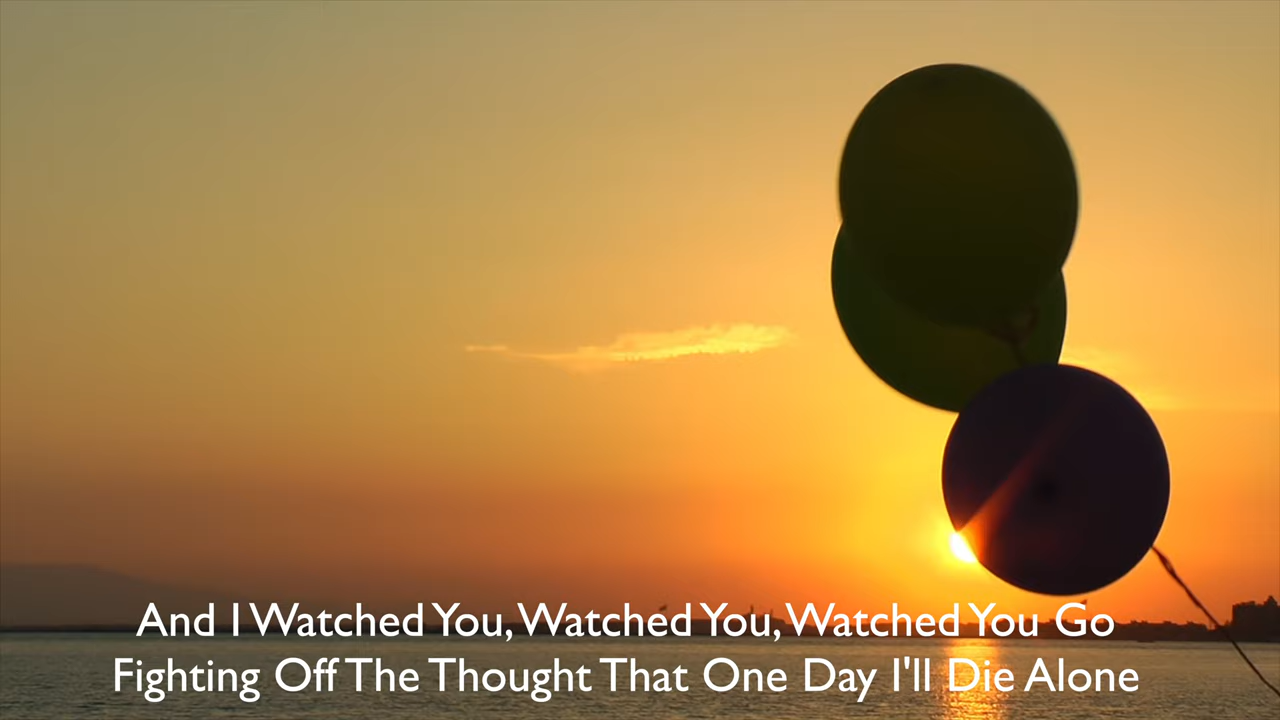 And I Watched You, Watched You, Watched You Go
Fighting Off The Thought That One Day I'll Die Alone